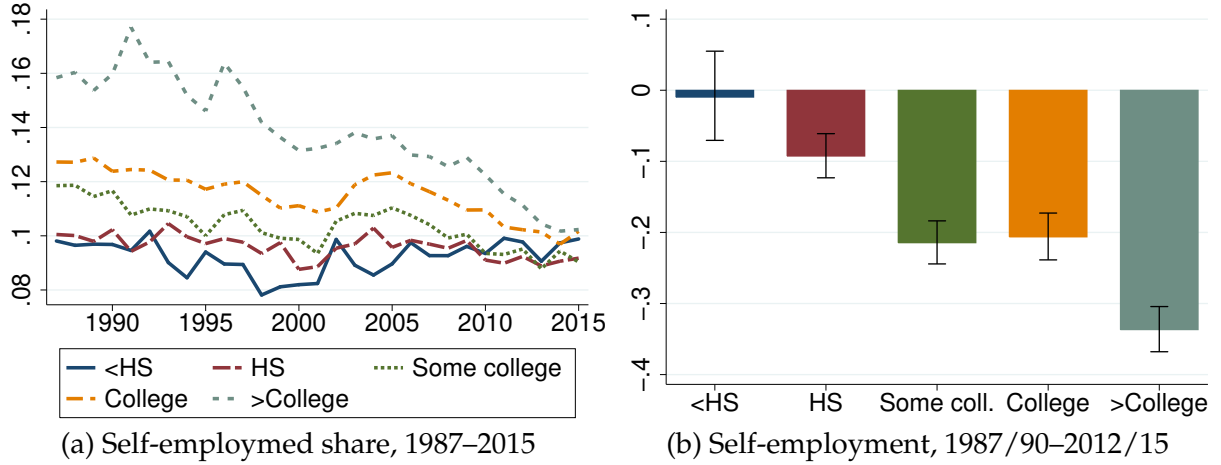 .18
.16
.14
.12
.1
.08
1990 1995 2000 2005 2010 2015
<HS HS Some college
College >College
(a) Self-employmed share, 1987–2015
.1
0
-.1
-.2
-.3
-.4
<HS HS Some coll. College >College
(b) Self-employment, 1987/90–2012/15